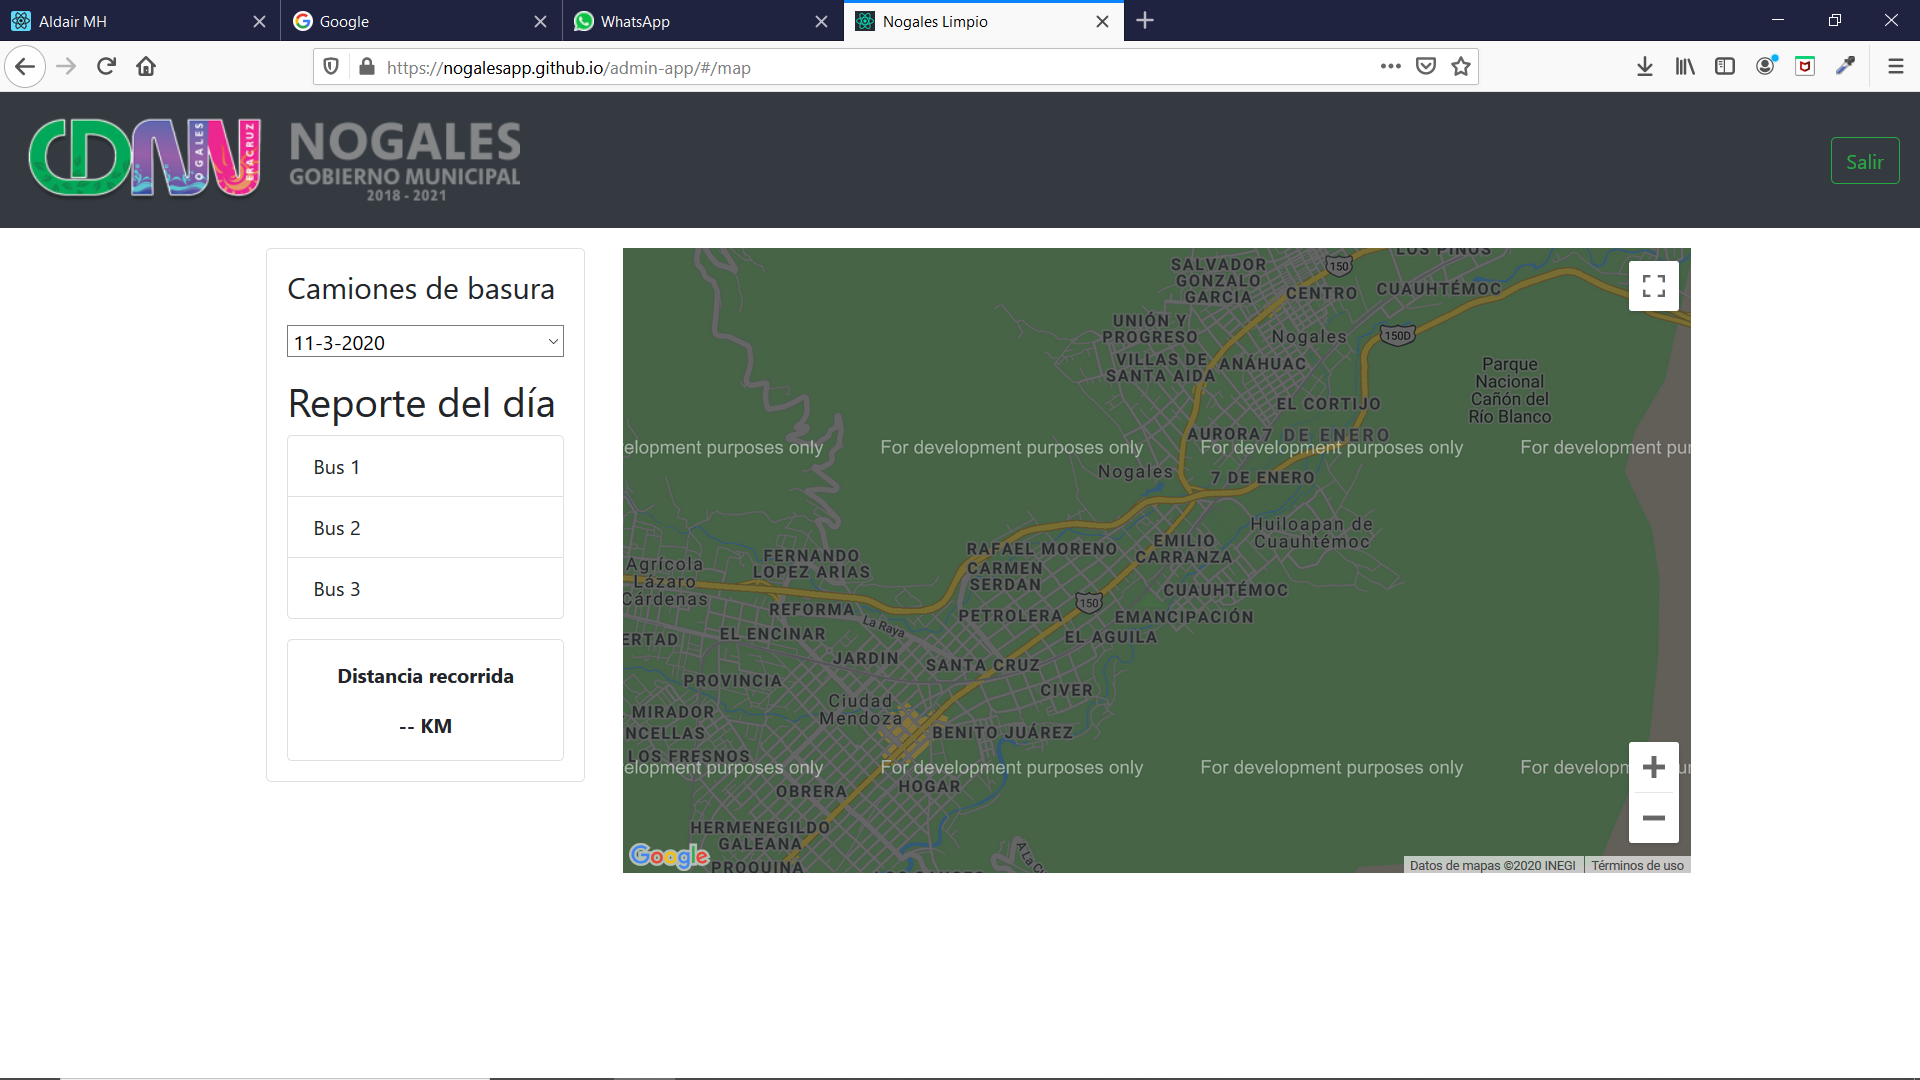 Aldair MH
Google
WhatsApp
Nogales Limpio
https://nogalesapp.github.io/admin-app/#/map
CDNN
NOGALES
VERACRUZ
NOGALES
GOBIERNO MUNICIPAL
2018 - 2021
Salir
Camiones de basura
11-3-2020
Reporte del día
Bus 1
Bus 2
Bus 3
Distancia recorrida
-- KM
LOS PINOS
SALVADOR
GONZALO
GARCIA
150
CENTRO
CUAUHTÉMOC
UNIÓN Y
PROGRESO
Nogales
150D
VILLAS DE
SANTA AIDA
ANÁHUAC
Parque
Nacional
Cañón del
Río Blanco
EL CORTIJO
AURORA
7 DE ENERO
elopment purposes only
For development purposes only
For development purposes only
For development pur
Nogales
7 DE ENERO
Huiloapan de
Cuauhtémoc
FERNANDO
LOPEZ ARIAS
RAFAEL MORENO
EMILIO
CARRANZA
Agrícola
Lázaro
Cárdenas
CARMEN
SERDAN
CUAUHTÉMOC
REFORMA
150
PETROLERA
EMANCIPACIÓN
La Raya
ERTAD
EL ENCINAR
EL AGUILA
JARDIN
SANTA CRUZ
PROVINCIA
CIVER
Ciudad
Mendoza
MIRADOR
NCELLAS
BENITO JUÁREZ
LOS FRESNOS
elopment purposes only
For development purposes only
For development purposes only
For developm
ur
OBRERA
HOGAR
HERMENEGILDO
GALEANA
PROQUINA
A La Cu
Google
Datos de mapas ©2020 INEGI
Términos de uso